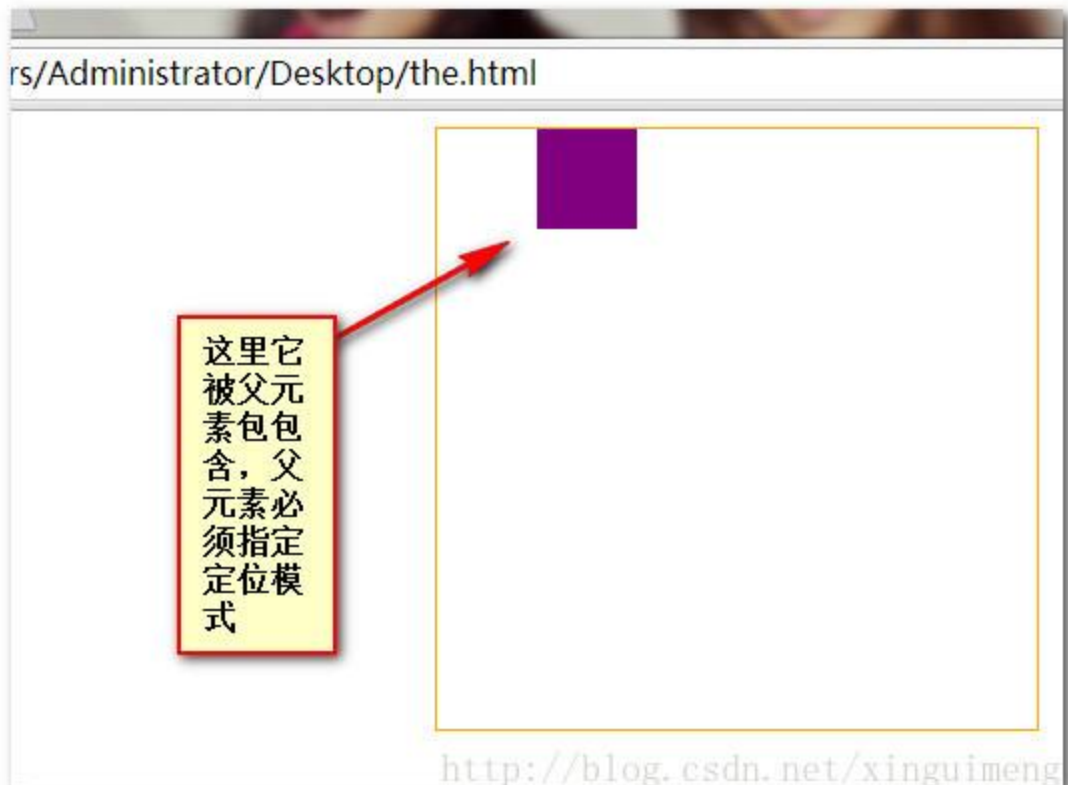 rs/Administrator/Desktop/the.html
这里它
被父元
素包包
含，父
元素必
须指定
定位模
式
http://blog.csdn.net/xinguimeng